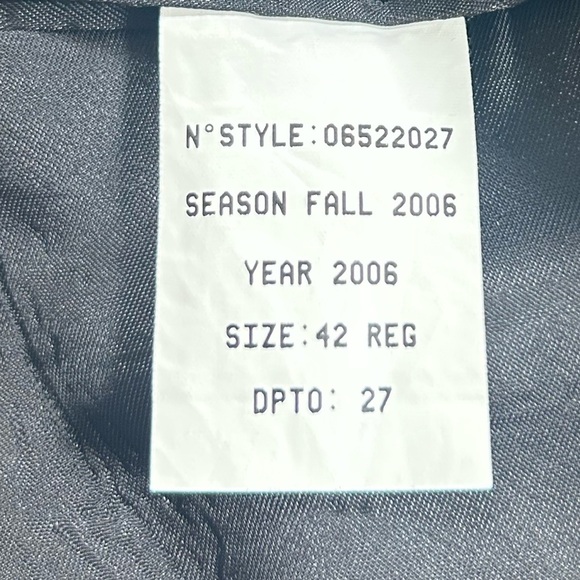 N°STYLE:06522027
SEASON FALL 2006
YEAR 2006
SIZE:42 REG
DPTO: 27